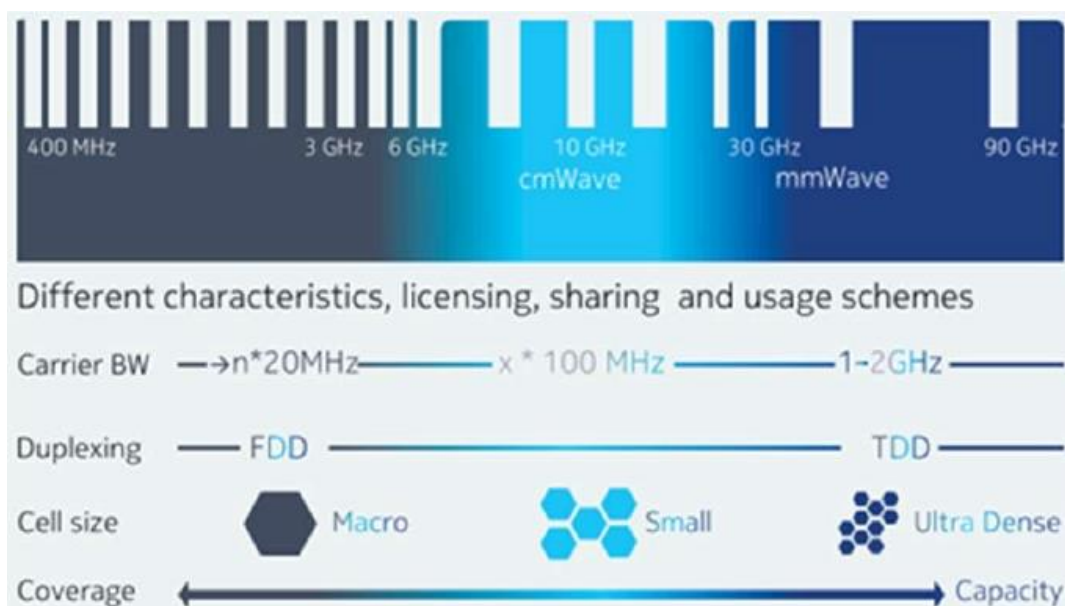 400 MHz 3 GHz 6 GHz 10 GHz 30 GHz 90 GHz
cmWave mmWave
Different characteristics, licensing, sharing and usage schemes
Carrier BW →n*20MHz x * 100 MHz 1-2GHz
Duplexing FDD TDD
Cell size Macro Small Ultra Dense
Coverage Capacity